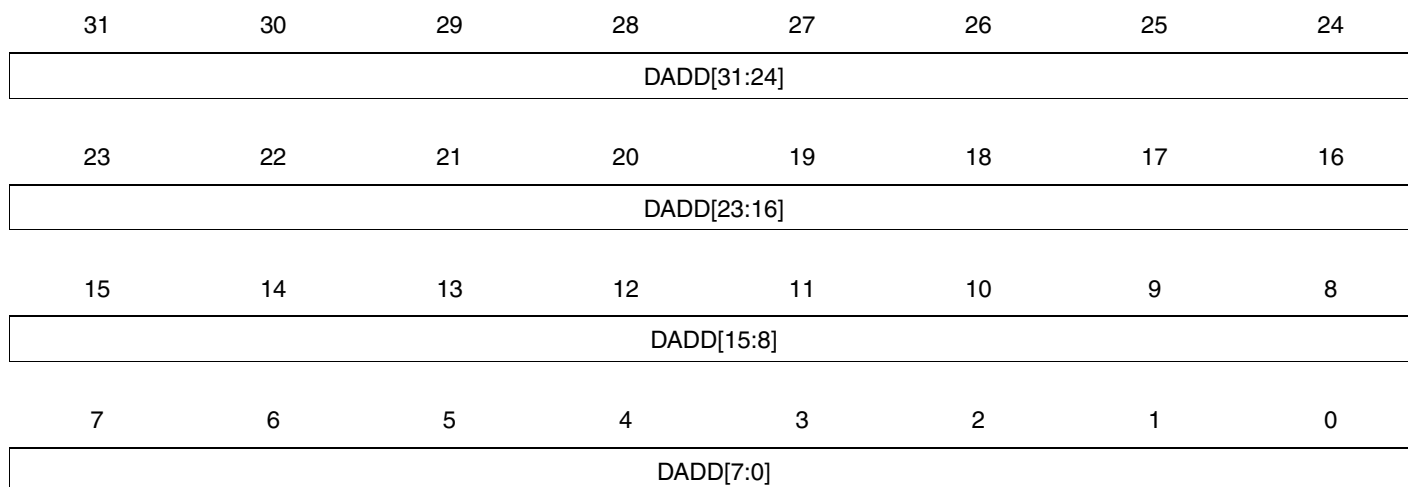 31 30 29 28 27 26 25 24
DADD[31:24]
23 22 21 20 19 18 17 16
DADD[23:16]
15 14 13 12 11 10 9 8
DADD[15:8]
7 6 5 4 3 2 1 0
DADD[7:0]